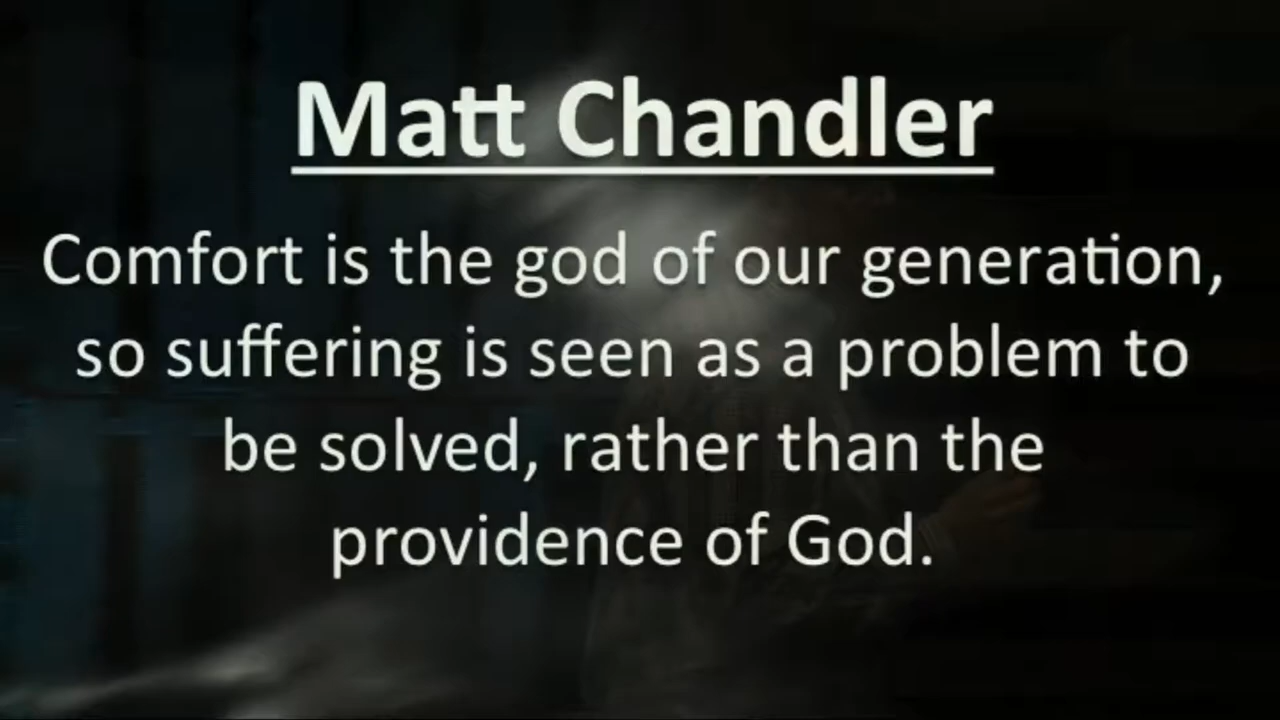 Matt Chandler
Comfort is the god of our generation,
so suffering is seen as a problem to
be solved, rather than the
providence of God.